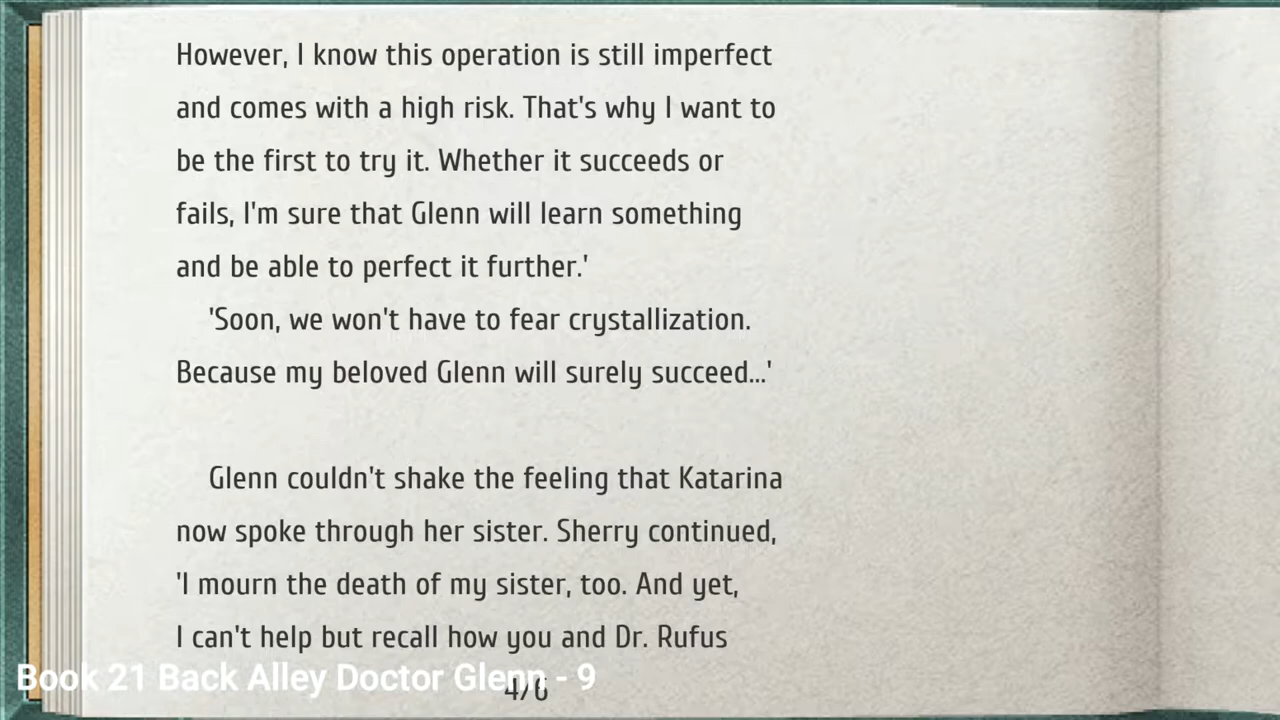 However, I know this operation is still imperfect
and comes with a high risk. That's why I want to
be the first to try it. Whether it succeeds or
fails, I'm sure that Glenn will learn something
and be able to perfect it further.'
'Soon, we won't have to fear crystallization.
Because my beloved Glenn will surely succeed...'
Glenn couldn't shake the feeling that Katarina
now spoke through her sister. Sherry continued,
'I mourn the death of my sister, too. And yet,
I can't help but recall how you and Dr. Rufus
Book 21 Back Alley Doctor Glenn - 9
4/6